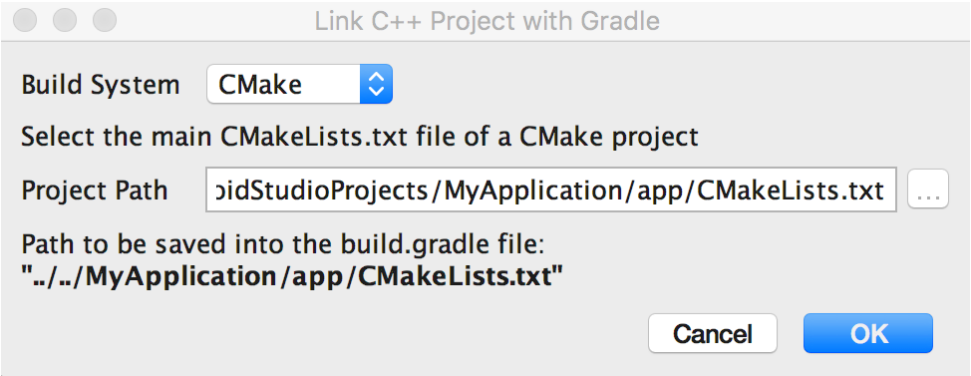 Link C++ Project with Gradle
Build System CMake
Select the main CMakeLists.txt file of a CMake project
Project Path oidStudioProjects/MyApplication/app/CMakeLists.txt ...
Path to be saved into the build.gradle file:
"../../MyApplication/app/CMakeLists.txt"
Cancel OK